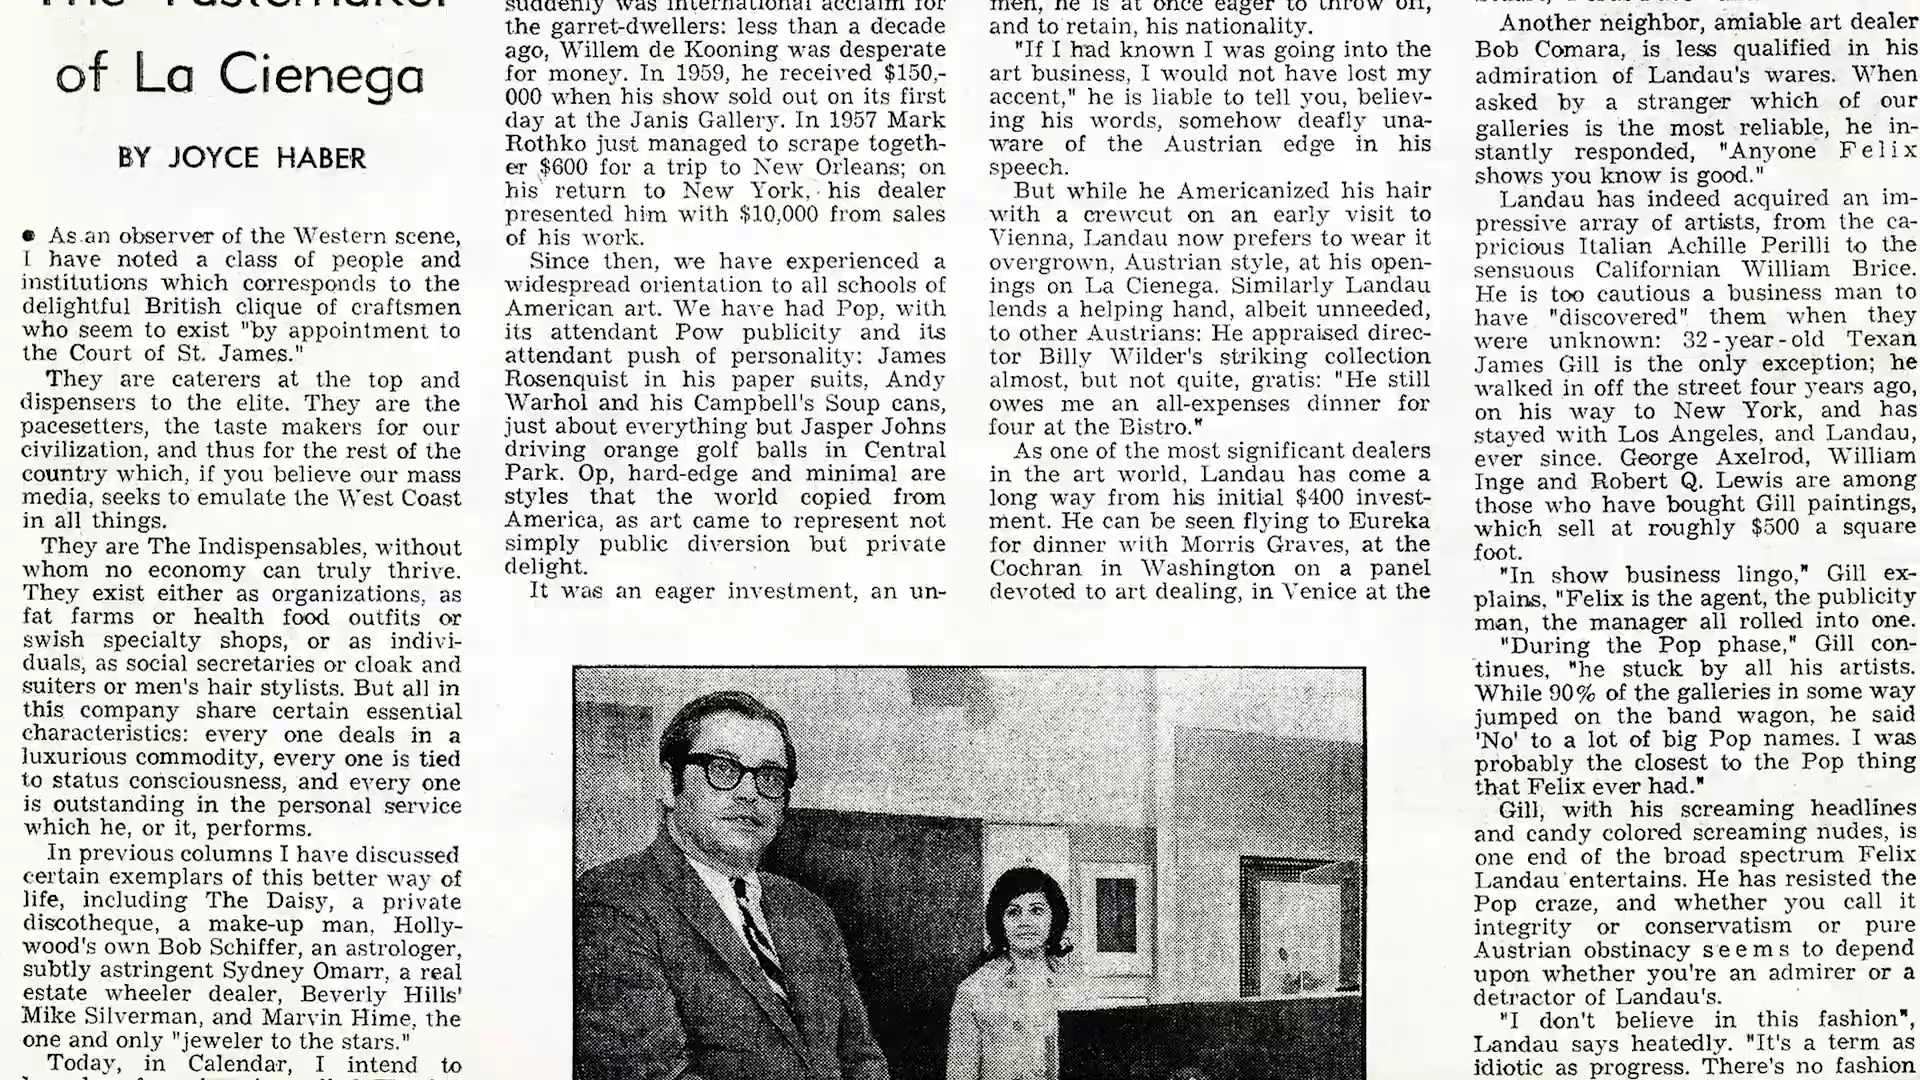 The Tastemaker
of La Cienega
BY JOYCE HABER
● As an observer of the Western scene,
I have noted a class of people and
institutions which corresponds to the
delightful British clique of craftsmen
who seem to exist "by appointment to
the Court of St. James."
They are caterers at the top and
dispensers to the elite. They are the
pacesetters, the taste makers for our
civilization, and thus for the rest of the
country which, if you believe our mass
media, seeks to emulate the West Coast
in all things.
They are The Indispensables, without
whom no economy can truly thrive.
They exist either as organizations, as
fat farms or health food outfits or
swish specialty shops, or as indivi-
duals, as social secretaries or cloak and
suiters or men's hair stylists. But all in
this company share certain essential
characteristics: every one deals in a
luxurious commodity, every one is tied
to status consciousness, and every one
is outstanding in the personal service
which he, or it, performs.
In previous columns I have discussed
certain exemplars of this better way of
life, including The Daisy, a private
discotheque, a make-up man, Holly-
wood's own Bob Schiffer, an astrologer,
subtly astringent Sydney Omarr, a real
estate wheeler dealer, Beverly Hills'
Mike Silverman, and Marvin Hime, the
one and only "jeweler to the stars."
Today, in Calendar, I intend to
suddenly was international acclaim for
the garret-dwellers: less than a decade
ago, Willem de Kooning was desperate
for money. In 1959, he received $150,-
000 when his show sold out on its first
day at the Janis Gallery. In 1957 Mark
Rothko just managed to scrape togeth-
er $600 for a trip to New Orleans; on
his return to New York, his dealer
presented him with $10,000 from sales
of his work.
Since then, we have experienced a
widespread orientation to all schools of
American art. We have had Pop, with
its attendant Pow publicity and its
attendant push of personality: James
Rosenquist in his paper suits, Andy
Warhol and his Campbell's Soup cans,
just about everything but Jasper Johns
driving orange golf balls in Central
Park. Op, hard-edge and minimal are
styles that the world copied from
America, as art came to represent not
simply public diversion but private
delight.
It was an eager investment, an un-
men, he is at once eager to throw off,
and to retain, his nationality.
"If I had known I was going into the
art business, I would not have lost my
accent," he is liable to tell you, believ-
ing his words, somehow deafly una-
ware of the Austrian edge in his
speech.
But while he Americanized his hair
with a crewcut on an early visit to
Vienna, Landau now prefers to wear it
overgrown, Austrian style, at his open-
ings on La Cienega. Similarly Landau
lends a helping hand, albeit unneeded,
to other Austrians: He appraised direc-
tor Billy Wilder's striking collection
almost, but not quite, gratis: "He still
owes me an all-expenses dinner for
four at the Bistro."
As one of the most significant dealers
in the art world, Landau has come a
long way from his initial $400 invest-
ment. He can be seen flying to Eureka
for dinner with Morris Graves, at the
Cochran in Washington on a panel
devoted to art dealing, in Venice at the
Another neighbor, amiable art dealer
Bob Comara, is less qualified in his
admiration of Landau's wares. When
asked by a stranger which of our
galleries is the most reliable, he in-
stantly responded, "Anyone Felix
shows you know is good."
Landau has indeed acquired an im-
pressive array of artists, from the ca-
pricious Italian Achille Perilli to the
sensuous Californian William Brice.
He is too cautious a business man to
have "discovered" them when they
were unknown: 32-year-old Texan
James Gill is the only exception; he
walked in off the street four years ago,
on his way to New York, and has
stayed with Los Angeles, and Landau,
ever since. George Axelrod, William
Inge and Robert Q. Lewis are among
those who have bought Gill paintings,
which sell at roughly $500 a square
foot.
"In show business lingo," Gill ex-
plains, "Felix is the agent, the publicity
man, the manager all rolled into one.
"During the Pop phase," Gill con-
tinues, "he stuck by all his artists.
While 90% of the galleries in some way
jumped on the band wagon, he said
'No' to a lot of big Pop names. I was
probably the closest to the Pop thing
that Felix ever had."
Gill, with his screaming headlines
and candy colored screaming nudes, is
one end of the broad spectrum Felix
Landau entertains. He has resisted the
Pop craze, and whether you call it
integrity or conservatism or pure
Austrian obstinacy seems to depend
upon whether you're an admirer or a
detractor of Landau's.
"I don't believe in this fashion",
Landau says heatedly. "It's a term as
idiotic as progress. There's no fashion